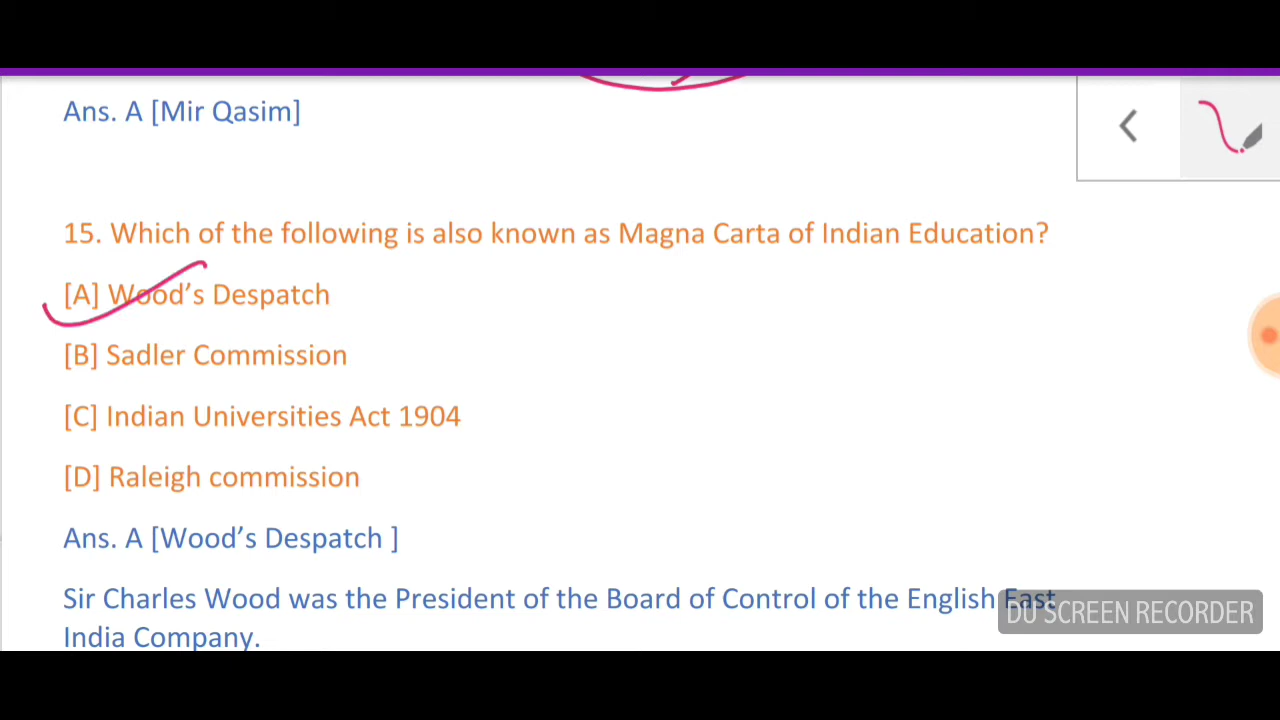 Ans. A [Mir Qasim]
15. Which of the following is also known as Magna Carta of Indian Education?
[A] Wood’s Despatch
[B] Sadler Commission
[C] Indian Universities Act 1904
[D] Raleigh commission
Ans. A [Wood’s Despatch ]
Sir Charles Wood was the President of the Board of Control of the English East
India Company.
DU SCREEN RECORDER